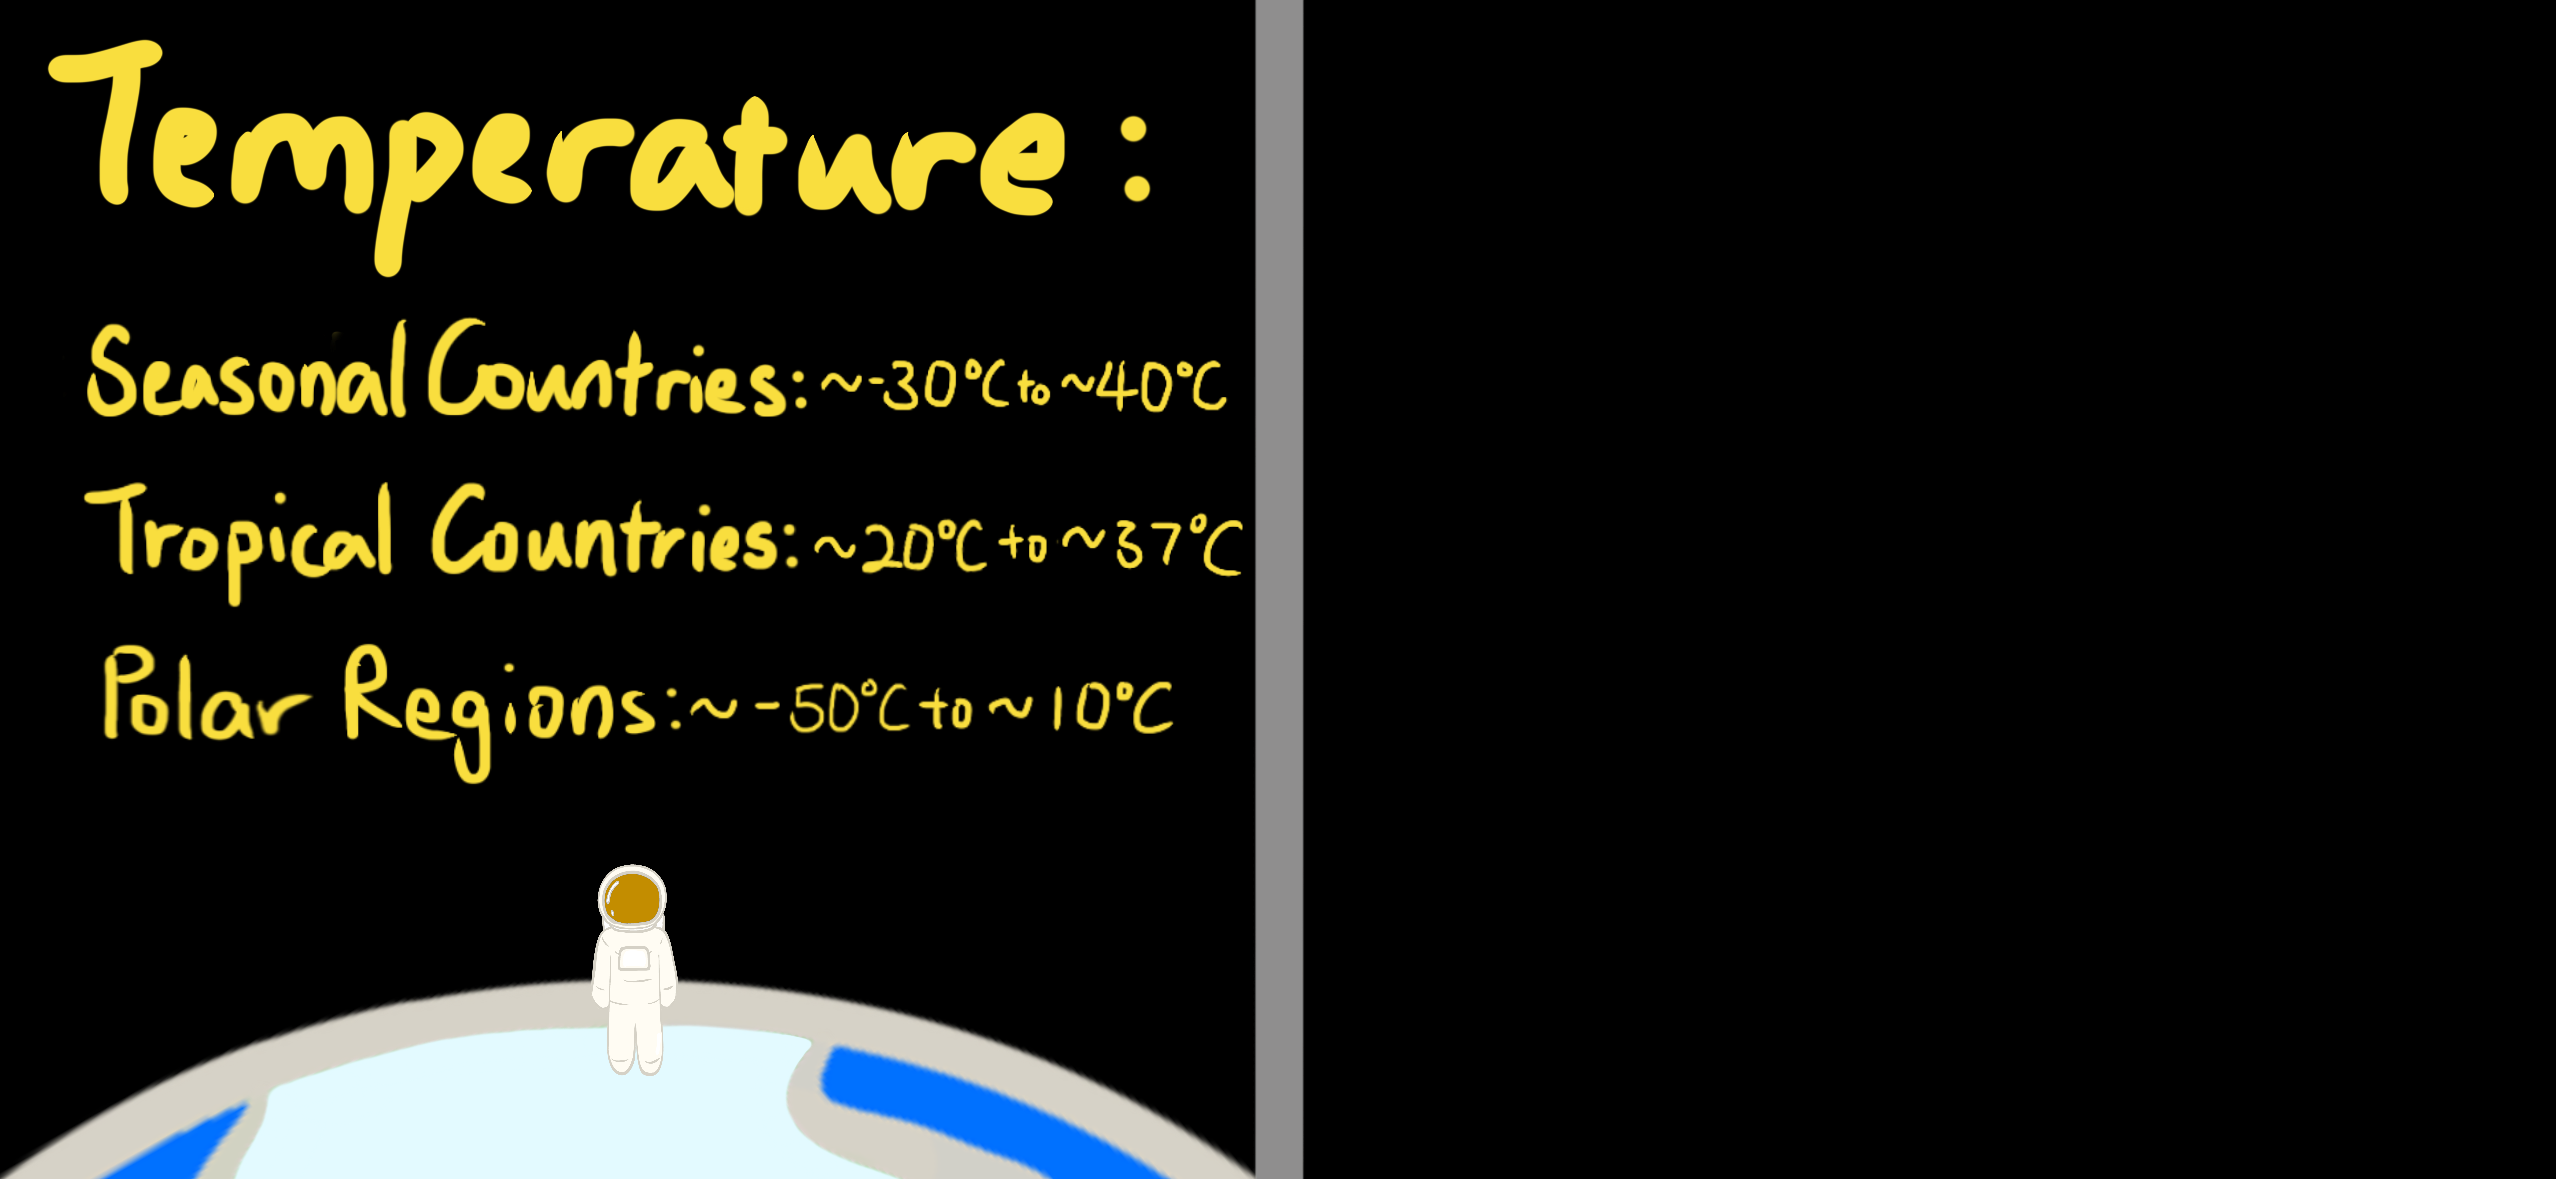 Temperature:
Seasonal Countries: ~-30°C to ~40°C
Tropical Countries: ~20°C to ~37°C
Polar Regions: ~ -50°C to ~10°C